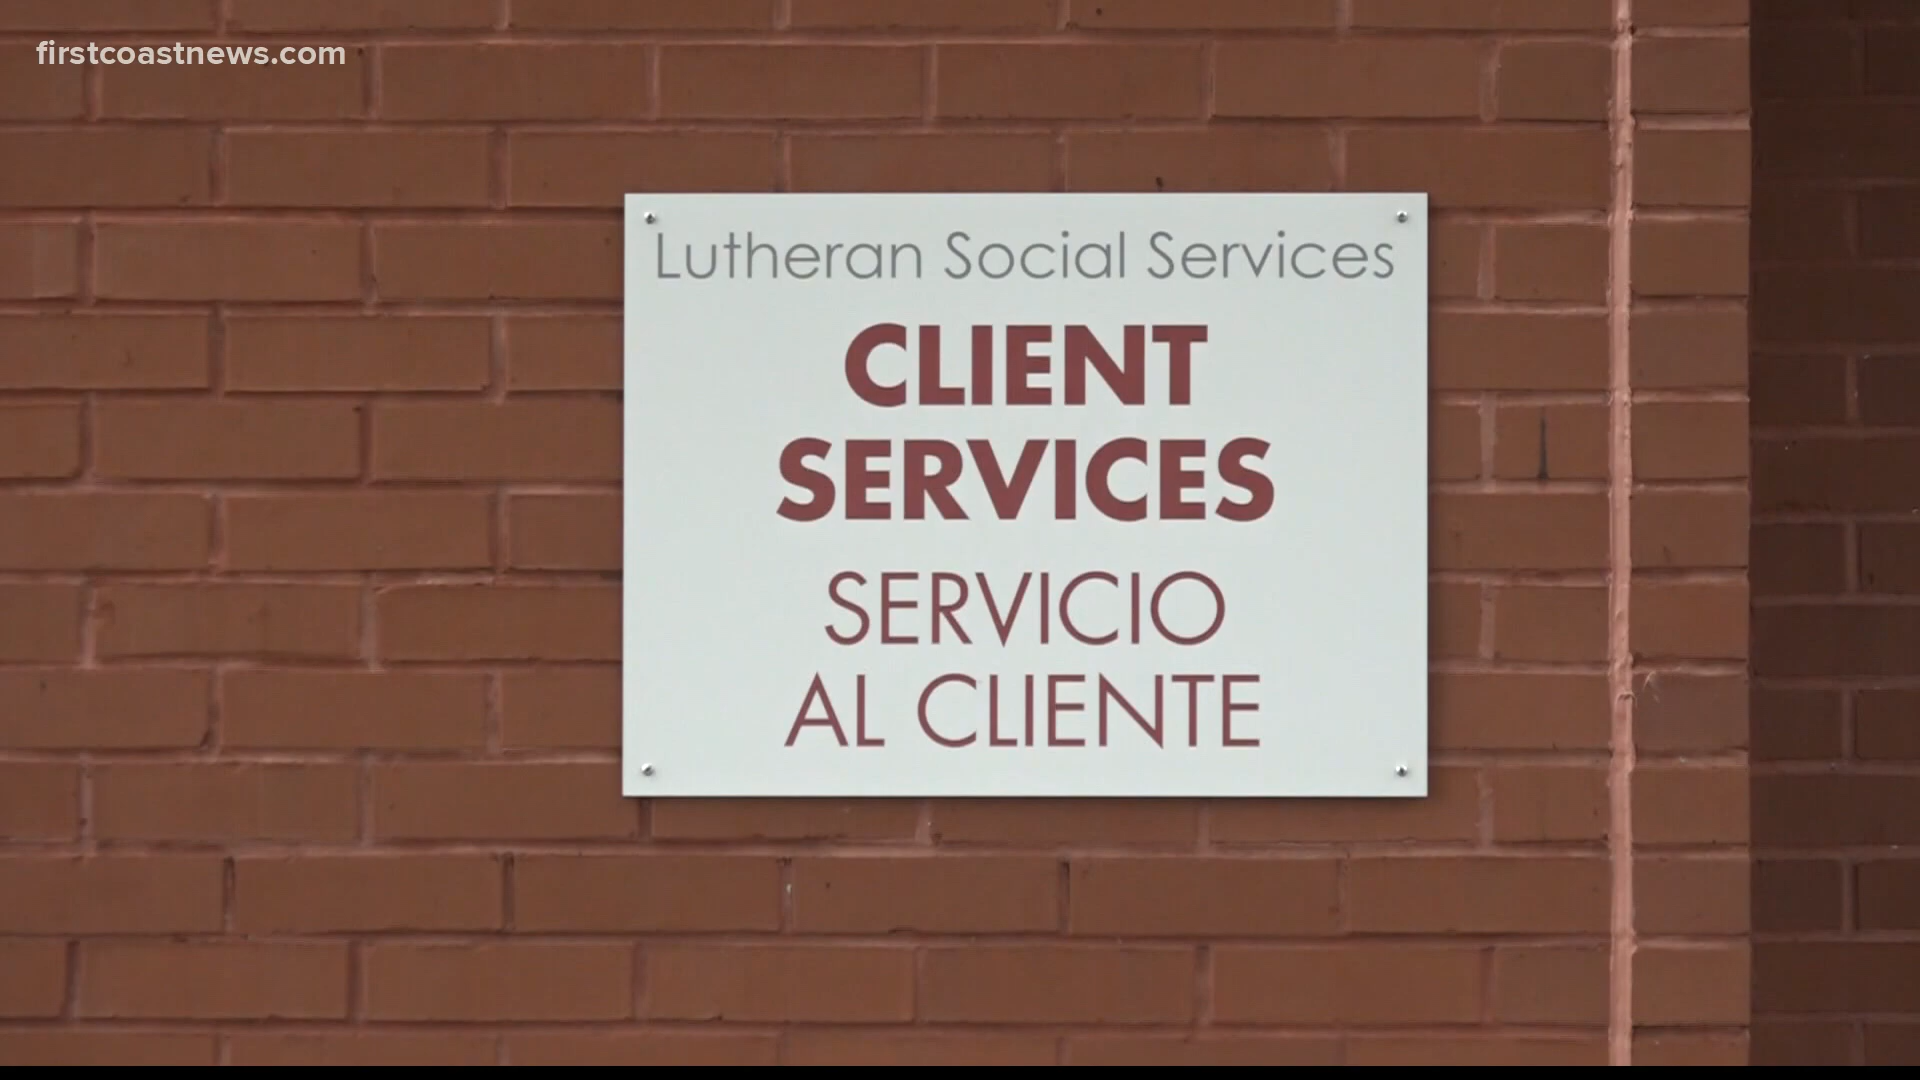 firstcoastnews.com
Lutheran Social Services
CLIENT
SERVICES
SERVICIO
AL CLIENTE